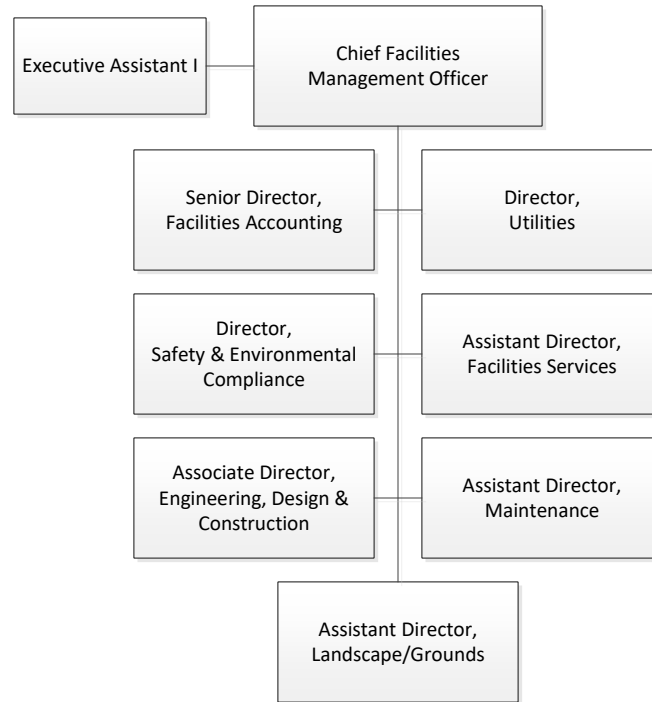 Executive Assistant I
Chief Facilities
Management Officer
Senior Director,
Facilities Accounting
Director,
Utilities
Director,
Safety & Environmental
Compliance
Assistant Director,
Facilities Services
Associate Director,
Engineering, Design &
Construction
Assistant Director,
Maintenance
Assistant Director,
Landscape/Grounds